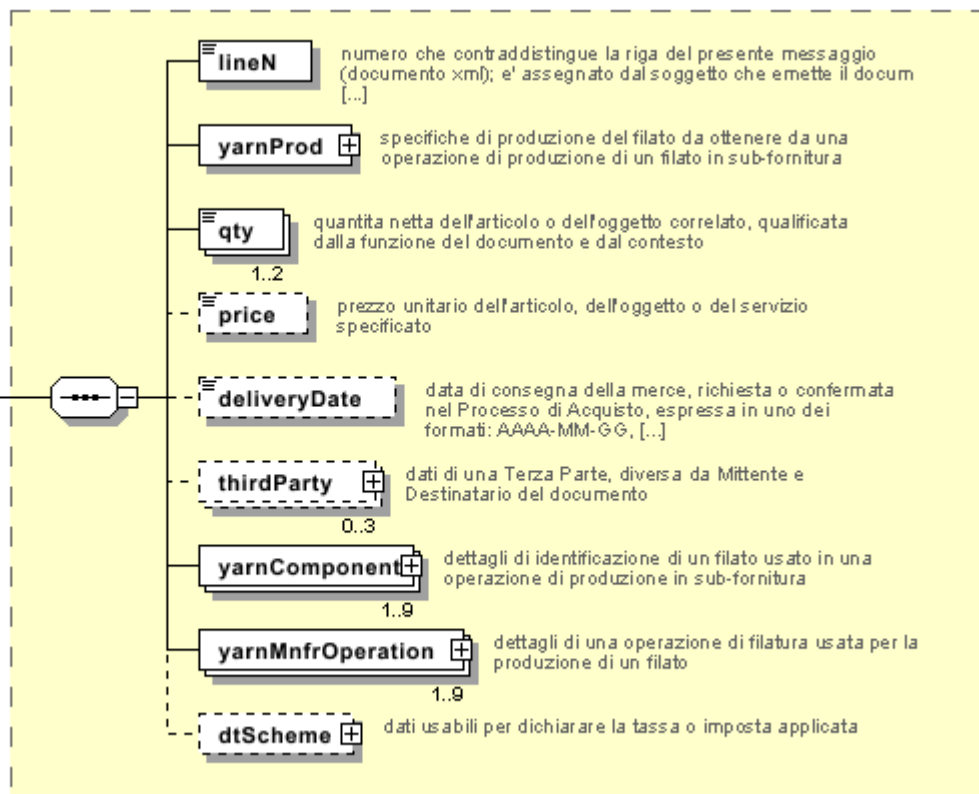 lineN
numero che contraddistingue la riga del presente messaggio
(documento xml); e' assegnato dal soggetto che emette il docum
[...]
yarnProd
specifiche di produzione del filato da ottenere da una
operazione di produzione di un filato in sub-fornitura
qty
quantita netta dell'articolo o dell'oggetto correlato, qualificata
dalla funzione del documento e dal contesto
1..2
price
prezzo unitario dell'articolo, dell'oggetto o del servizio
specificato
deliveryDate
data di consegna della merce, richiesta o confermata
nel Processo di Acquisto, espressa in uno dei
formati: AAAA-MM-GG, [...]
thirdParty
dati di una Terza Parte, diversa da Mittente e
Destinatario del documento
0..3
yarnComponent
dettagli di identificazione di un filato usato in una
operazione di produzione in sub-fornitura
1..9
yarnMnfrOperation
dettagli di una operazione di filatura usata per la
produzione di un filato
1..9
dtScheme
dati usabili per dichiarare la tassa o imposta applicata